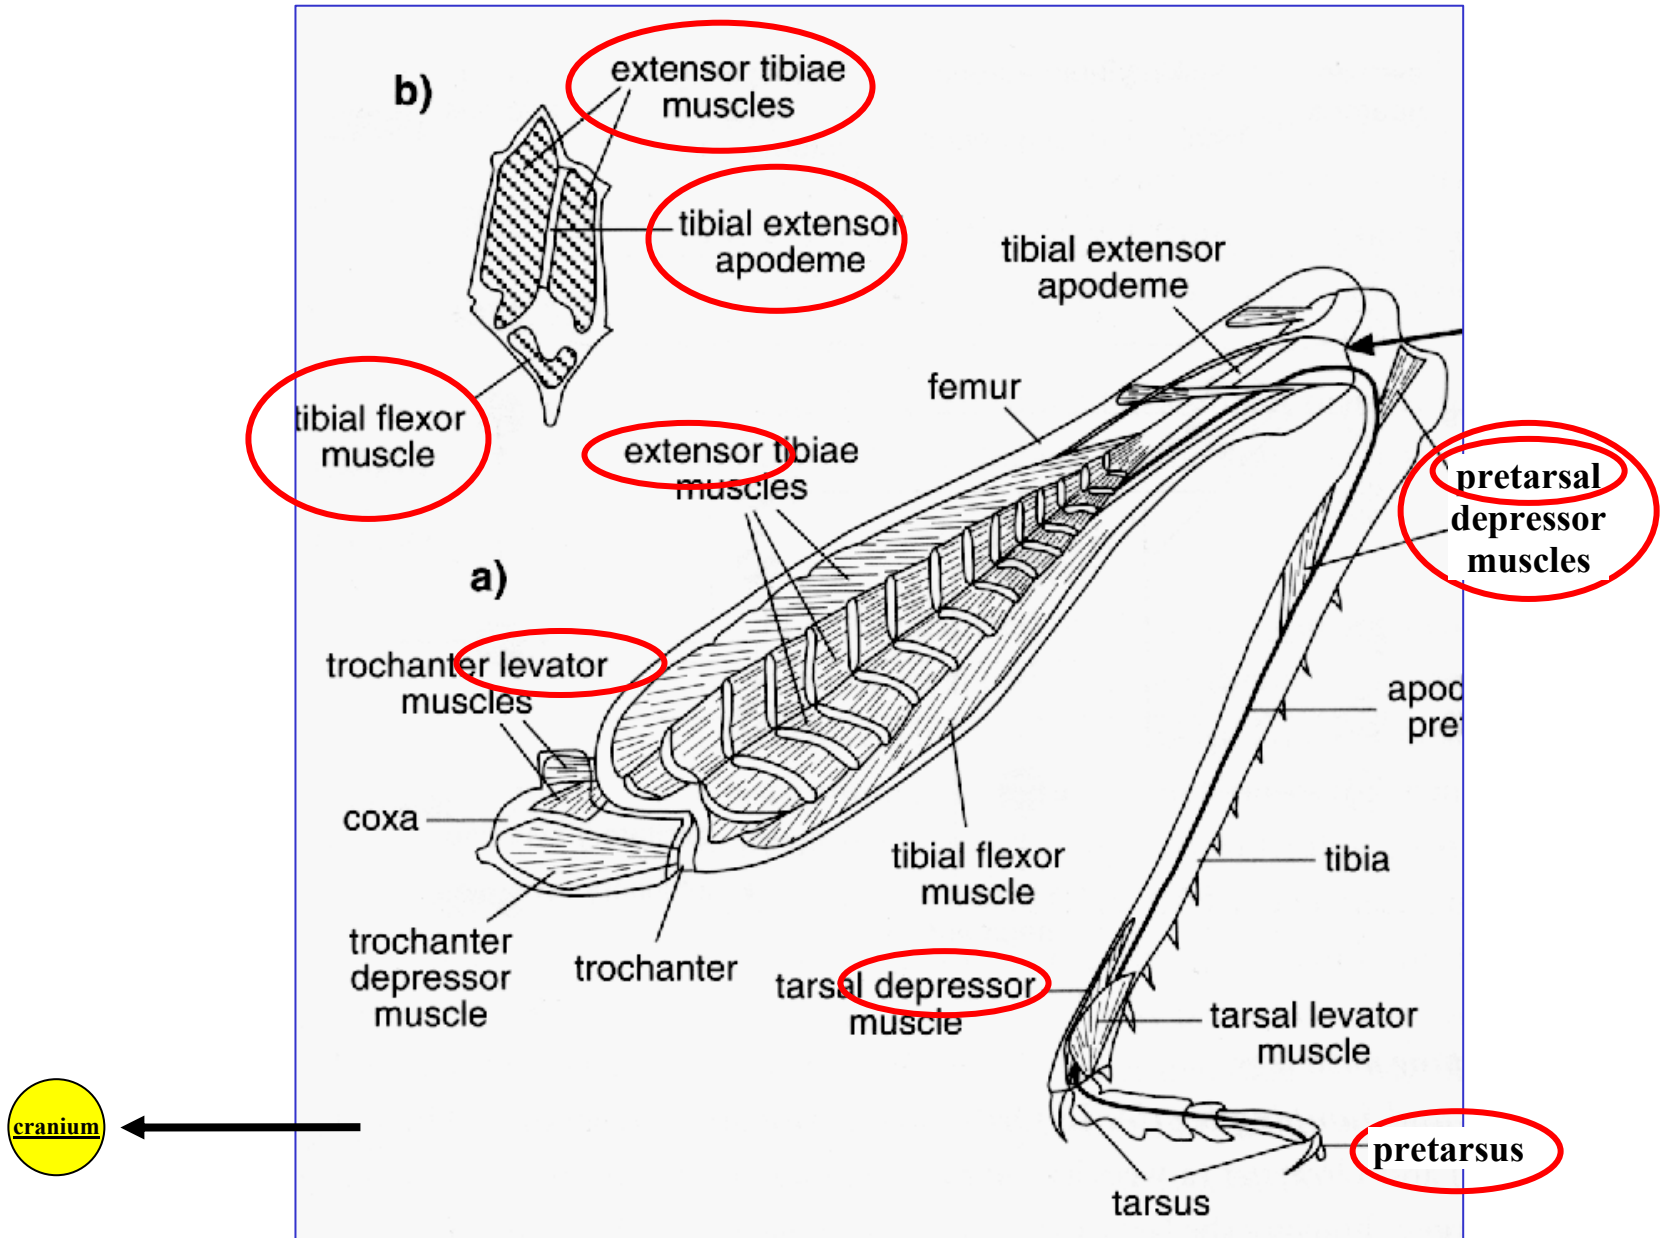 b)
extensor tibiae
muscles
tibial extensor
apodeme
tibial flexor
muscle
tibial extensor
apodeme
femur
extensor tibiae
muscles
pretarsal
depressor
muscles
a)
trochanter levator
muscles
coxa
trochanter
depressor
muscle
trochanter
tibial flexor
muscle
apod
pret
tibia
tarsal depressor
muscle
tarsal levator
muscle
cranium
pretarsus
tarsus